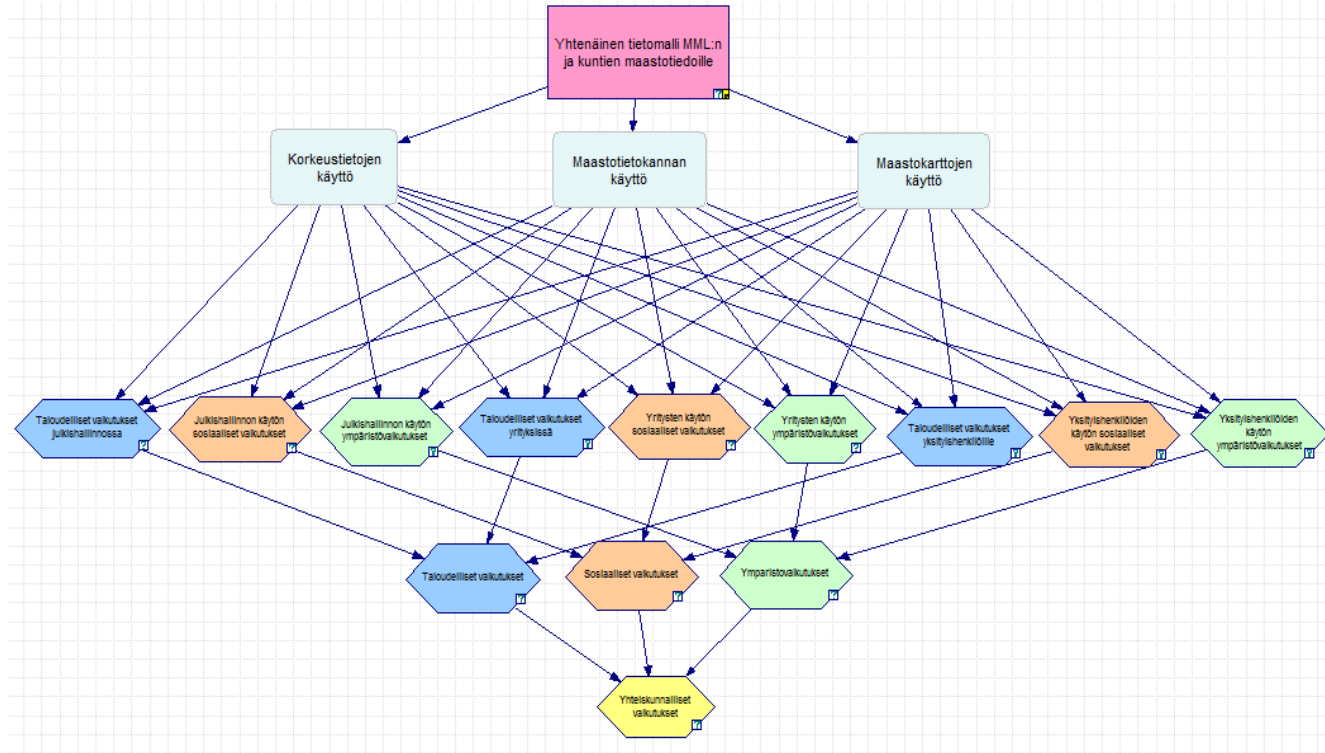 Yhtenäinen tietomalli MML:n
ja kuntien maastotiedoille
Korkeustietojen
käyttö
Maastotietokannan
käyttö
Maastokarttojen
käyttö
Taloudelliset vaikutukset
julkishallinnossa
Julkishallinnon käytön
sosiaaliset vaikutukset
Julkishallinnon käytön
ympäristövaikutukset
Taloudelliset vaikutukset
yrityksissä
Yritysten käytön
sosiaaliset vaikutukset
Yritysten käytön
ympäristövaikutukset
Taloudelliset vaikutukset
yksityishenkilöille
Yksityishenkilöiden
käytön sosiaaliset
vaikutukset
Yksityishenkilöiden
käytön
ympäristövaikutukset
Taloudelliset vaikutukset
Sosiaaliset vaikutukset
Ymparistovaikutukset
Yhteiskunnalliset
vaikutukset